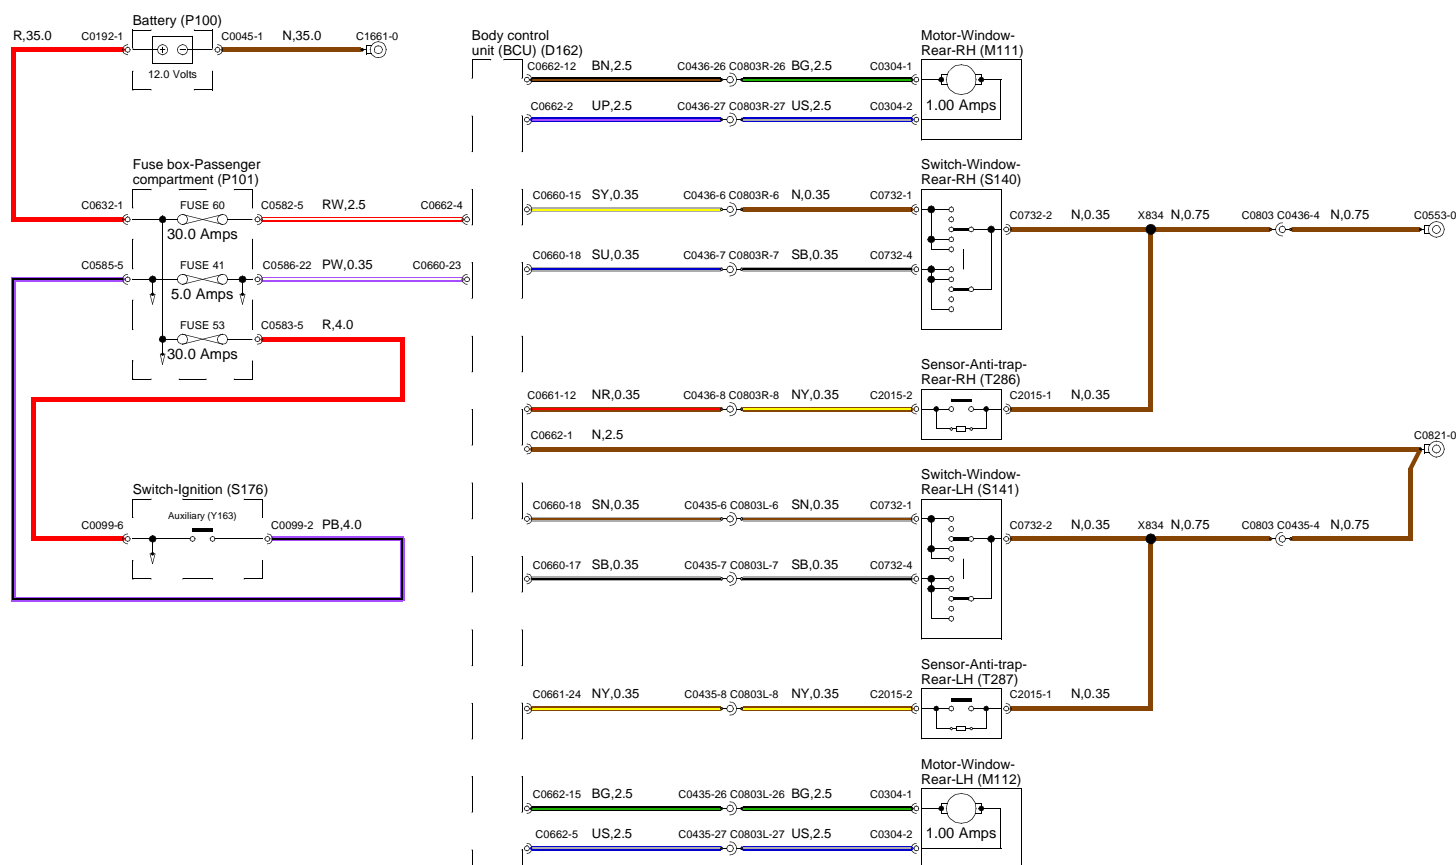 Battery (P100)
R,35.0 C0192-1 C0045-1 N,35.0 C1661-0
12.0 Volts
Body control
unit (BCU) (D162)
Motor-Window-
Rear-RH (M111)
C0662-12 BN,2.5 C0436-26 C0803R-26 BG,2.5 C0304-1
1.00 Amps
C0662-2 UP,2.5 C0436-27 C0803R-27 US,2.5 C0304-2
Fuse box-Passenger
compartment (P101)
Switch-Window-
Rear-RH (S140)
C0632-1 FUSE 60 C0582-5 RW,2.5 C0662-4
30.0 Amps
C0660-15 SY,0.35 C0436-6 C0803R-6 N,0.35 C0732-1
C0732-2 N,0.35 X834 N,0.75 C0803 C0436-4 N,0.75 C0553-0
C0585-5 FUSE 41 C0586-22 PW,0.35 C0660-23
5.0 Amps
C0660-18 SU,0.35 C0436-7 C0803R-7 SB,0.35 C0732-4
FUSE 53 C0583-5 R,4.0
30.0 Amps
Sensor-Anti-trap-
Rear-RH (T286)
C0661-12 NR,0.35 C0436-8 C0803R-8 NY,0.35 C2015-2 C2015-1 N,0.35
C0662-1 N,2.5 C0821-0
Switch-Ignition (S176)
Switch-Window-
Rear-LH (S141)
C0660-18 SN,0.35 C0435-6 C0803L-6 SN,0.35 C0732-1
Auxiliary (Y163)
C0099-6 C0099-2 PB,4.0
C0732-2 N,0.35 X834 N,0.75 C0803 C0435-4 N,0.75
C0660-17 SB,0.35 C0435-7 C0803L-7 SB,0.35 C0732-4
Sensor-Anti-trap-
Rear-LH (T287)
C0661-24 NY,0.35 C0435-8 C0803L-8 NY,0.35 C2015-2 C2015-1 N,0.35
Motor-Window-
Rear-LH (M112)
C0662-15 BG,2.5 C0435-26 C0803L-26 BG,2.5 C0304-1
1.00 Amps
C0662-5 US,2.5 C0435-27 C0803L-27 US,2.5 C0304-2